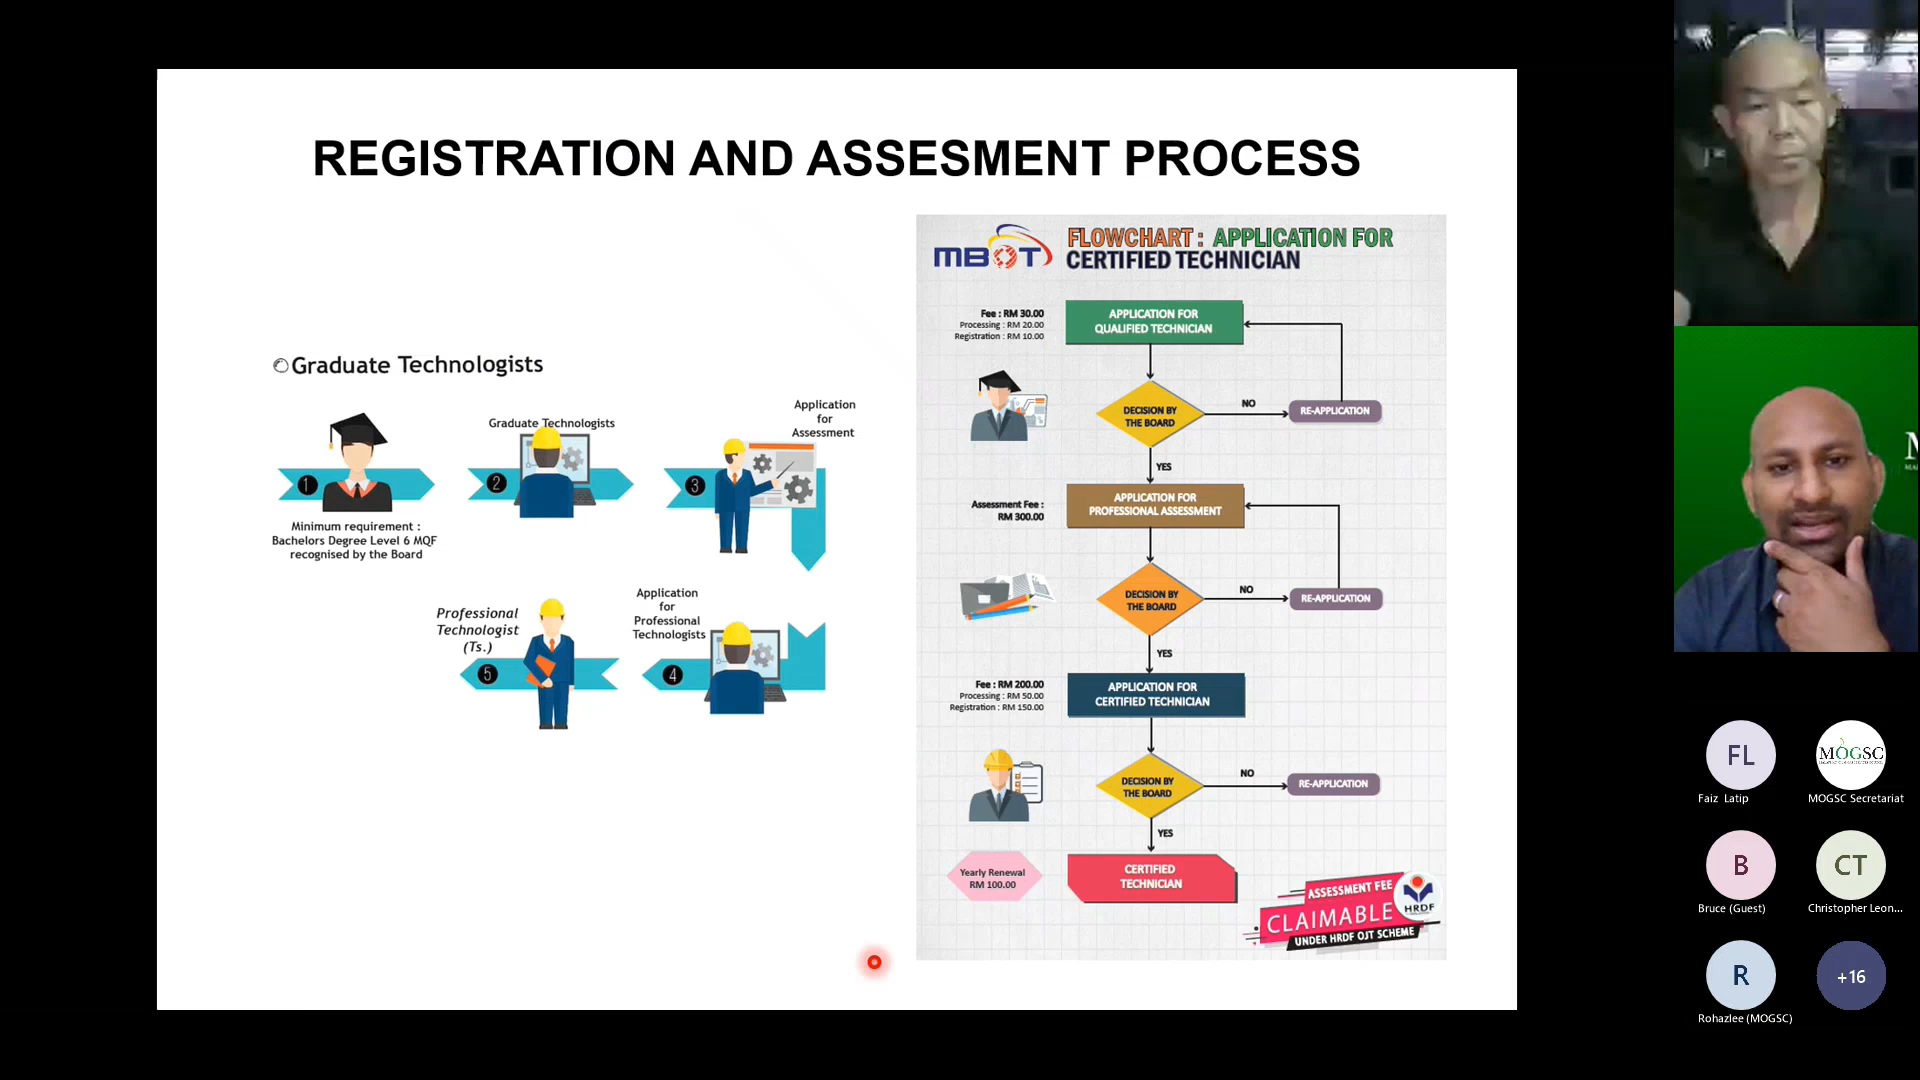 REGISTRATION AND ASSESMENT PROCESS
Graduate Technologists
1
Minimum requirement :
Bachelors Degree Level 6 MQF
recognised by the Board
Graduate Technologists
2
Application
for
Assessment
3
Application
for
Professional
Technologists
4
Professional
Technologist
(Ts.)
5
MBOT
FLOWCHART : APPLICATION FOR
CERTIFIED TECHNICIAN
Fee : RM 30.00
Processing : RM 20.00
Registration : RM 10.00
APPLICATION FOR
QUALIFIED TECHNICIAN
DECISION BY
THE BOARD
NO
RE-APPLICATION
YES
Assessment Fee :
RM 300.00
APPLICATION FOR
PROFESSIONAL ASSESSMENT
DECISION BY
THE BOARD
NO
RE-APPLICATION
YES
Fee : RM 200.00
Processing : RM 50.00
Registration : RM 150.00
APPLICATION FOR
CERTIFIED TECHNICIAN
DECISION BY
THE BOARD
NO
RE-APPLICATION
YES
Yearly Renewal
RM 100.00
CERTIFIED
TECHNICIAN
ASSESSMENT FEE
CLAIMABLE
UNDER HRDF OJT SCHEME
HRDF
FL
Faiz Latip
MOGSC
MOGSC Secretariat
B
Bruce (Guest)
CT
Christopher Leon...
R
Rohazlee (MOGSC)
+16